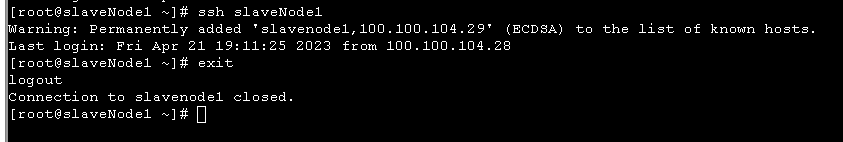 [root@slaveNode1 ~]# ssh slaveNode1
Warning: Permanently added 'slavenode1,100.100.104.29' (ECDSA) to the list of known hosts.
Last login: Fri Apr 21 19:11:25 2023 from 100.100.104.28
[root@slaveNode1 ~]# exit
logout
Connection to slavenode1 closed.
[root@slaveNode1 ~]#